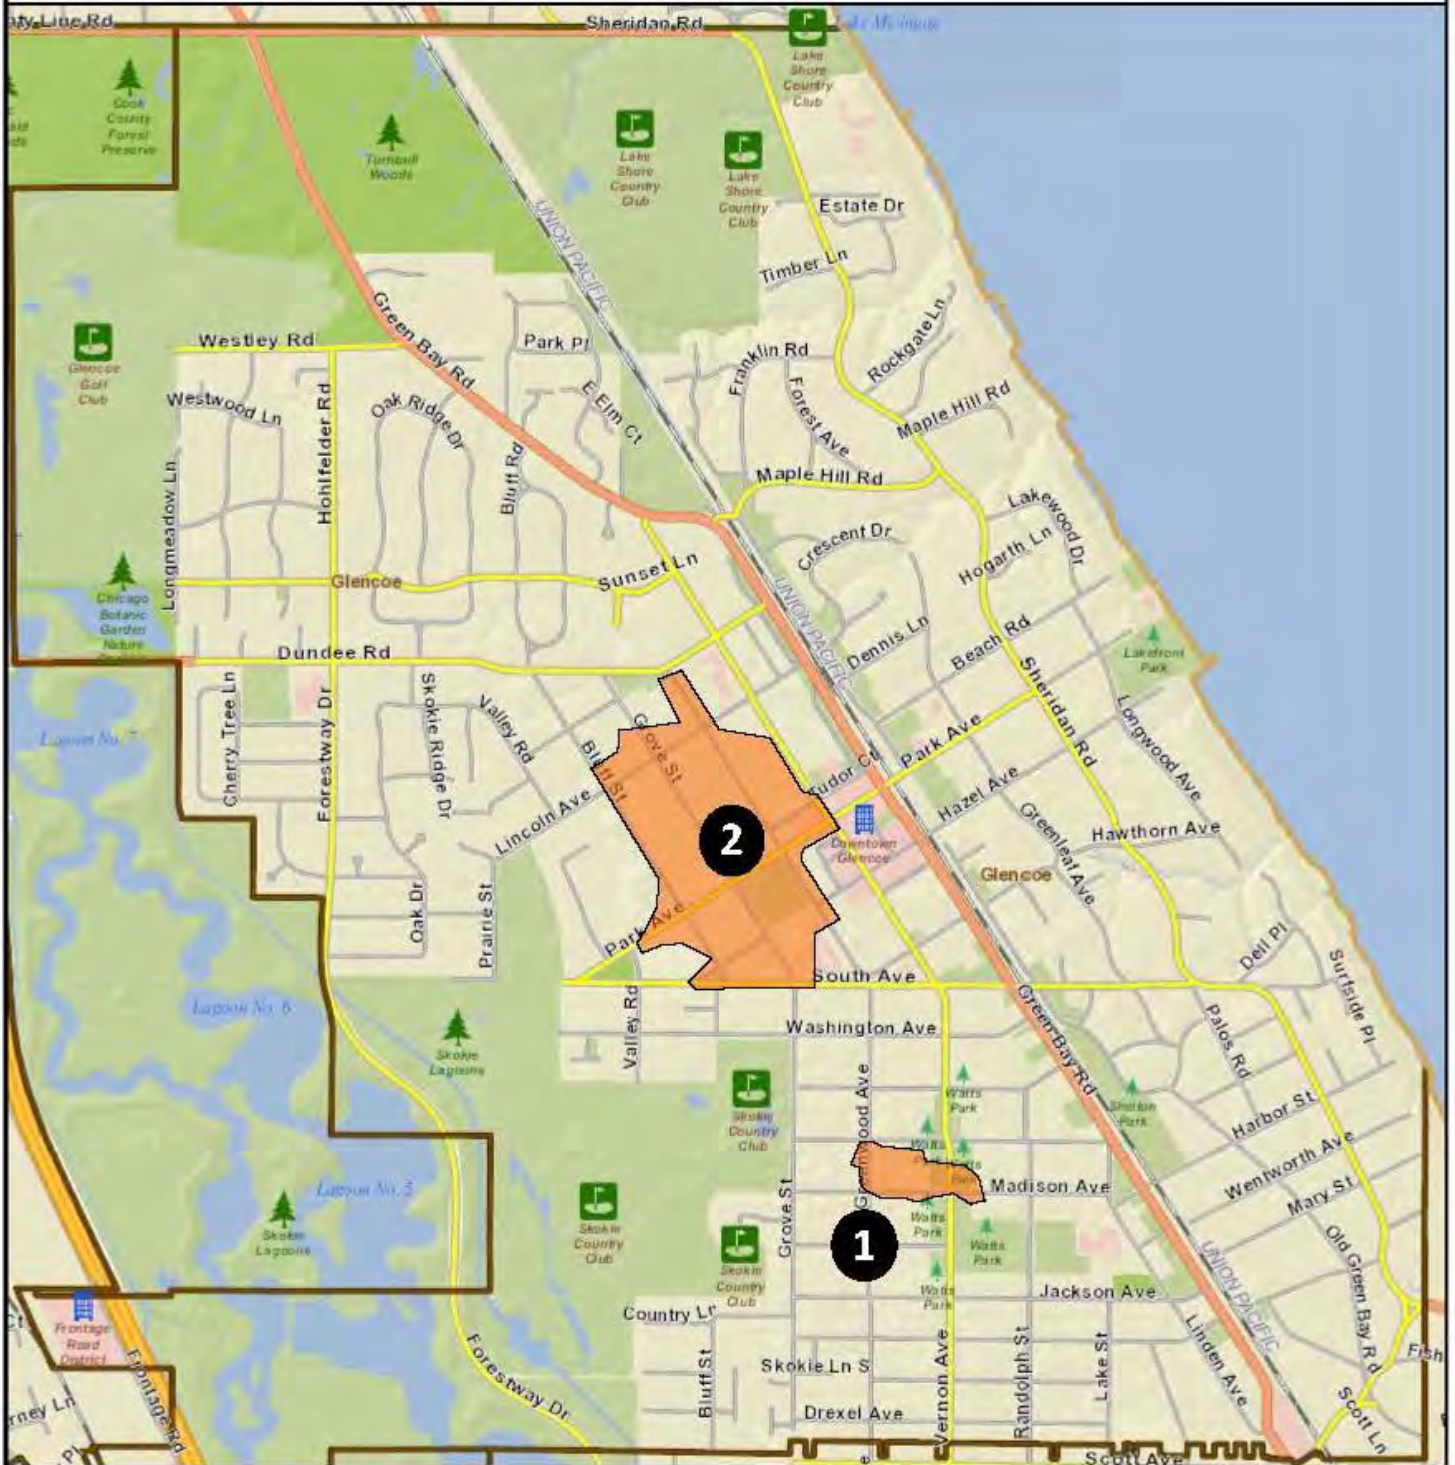 Sheridan Rd
Lake
Shore
Country
Club
Cook
County
Forest
Preserve
Turnbull
Woods
Lake
Shore
Country
Club
Lake
Shore
Country
Club
Estate Dr
UNION PACIFIC
Timber Ln
Green Bay Rd
Rockgate Ln
Westley Rd
Park Pl
Franklin Rd
Glencoe
Golf
Club
Westwood Ln
Hohlfelder Rd
Oak Ridge Dr
E Elm Ct
Forest Ave
Maple Hill Rd
Bluff Rd
Maple Hill Rd
Longmeadow Ln
Lakewood Dr
Crescent Dr
Hogarth Ln
Sunset Ln
Glencoe
UNION PACIFIC
Chicago
Botanic
Garden
Nature
Dennis Ln
Beach Rd
Dundee Rd
Lakefront
Park
Cherry Tree Ln
Forestway Dr
Skokie Ridge Dr
Valley Rd
Grove St
Sheridan Rd
Longwood Ave
Lagoon No. 7
Bluff St
Park Ave
Tudor Ct
Lincoln Ave
Hazel Ave
2
Downtown
Glencoe
Greenleaf Ave
Hawthorn Ave
Glencoe
Oak Dr
Prairie St
Park Ave
Dell Pl
South Ave
Surfside Pl
Lagoon No. 6
Valley Rd
Green Bay Rd
Palos Rd
Washington Ave
Skokie
Lagoons
Watts
Park
Shelton
Park
Skokie
Country
Club
Greenwood Ave
Harbor St
Watts
Wentworth Ave
Lagoon No. 5
Grove St
Madison Ave
Mary St
Skokie
Lagoons
Skokie
Country
Club
Watts
Park
Watts
Park
1
Skokie
Country
Club
Watts
Park
Old Green Bay Rd
UNION PACIFIC
Jackson Ave
Country Ln
Frontage
Road
District
Frontage Rd
Forestway Dr
Bluff St
Skokie Ln S
Vernon Ave
Randolph St
Lake St
Linden Ave
Fish
Drexel Ave
Scott Ln
Scott Ave